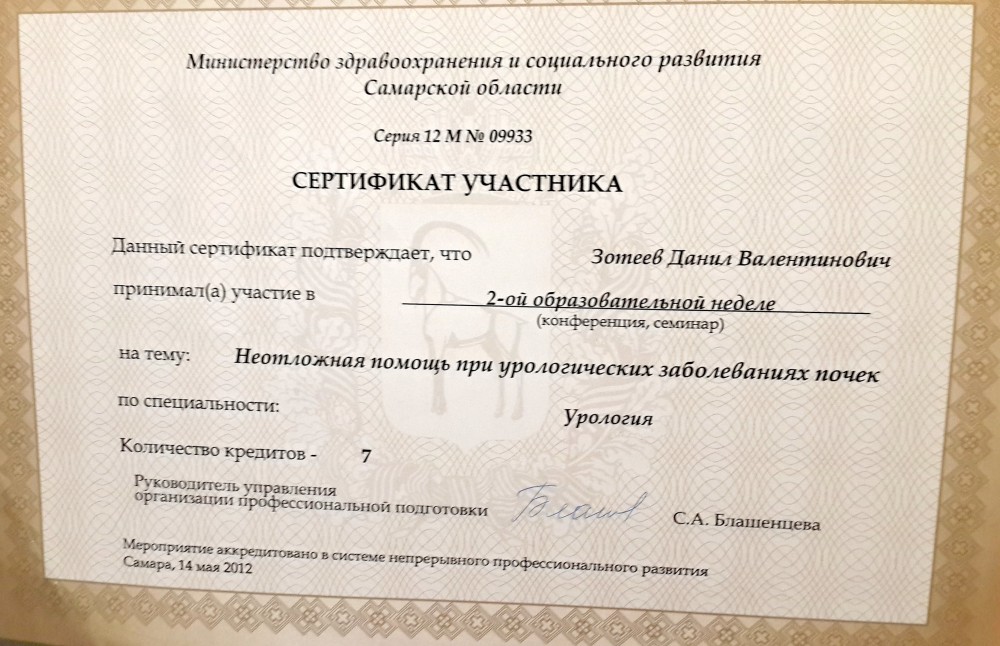 Министерство здравоохранения и социального развития
Самарской области
Серия 12 М № 09933
СЕРТИФИКАТ УЧАСТНИКА
Данный сертификат подтверждает, что Зотеев Данил Валентинович
принимал(а) участие в 2-ой образовательной неделе
(конференция, семинар)
на тему: Неотложная помощь при урологических заболеваниях почек
по специальности: Урология
Количество кредитов - 7
Руководитель управления
организации профессиональной подготовки С.А. Блашенцева
Мероприятие аккредитовано в системе непрерывного профессионального развития
Самара, 14 мая 2012